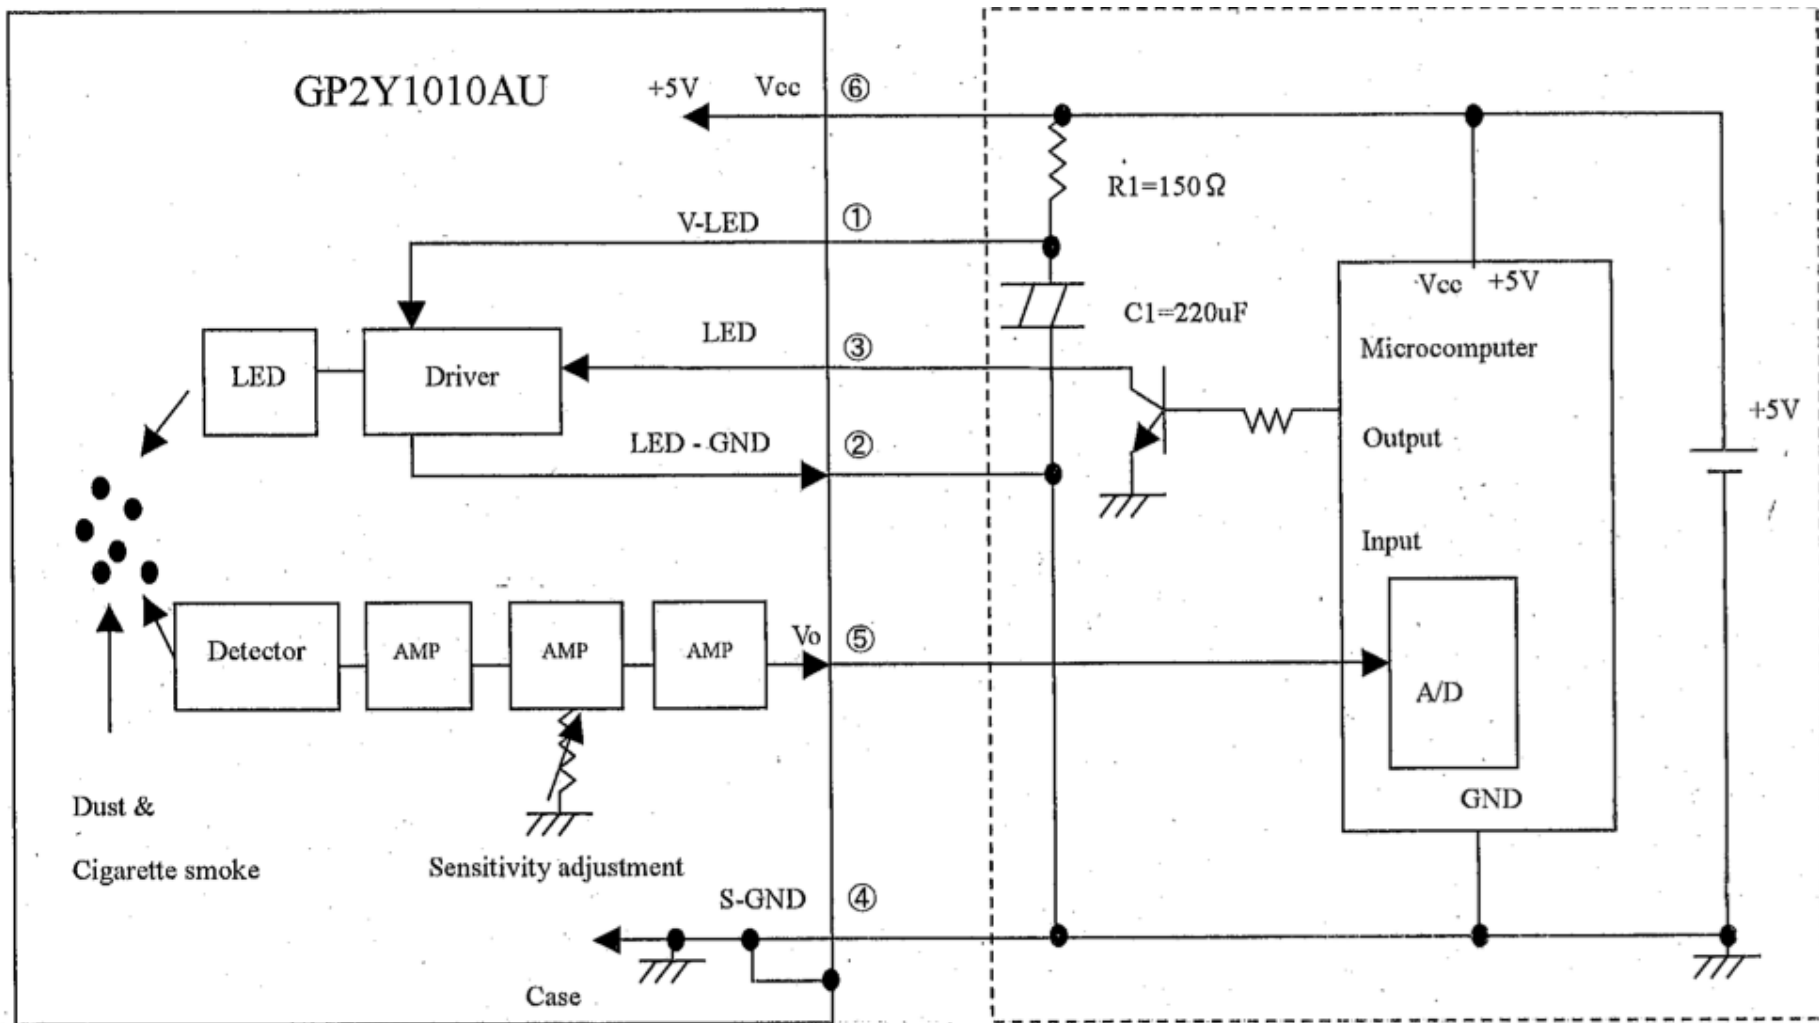 GP2Y1010AU
+5V Vcc ⑥
R1=150Ω
V-LED ①
Vcc +5V
C1=220uF
LED ③
Microcomputer
LED
Driver
+5V
Output
LED - GND ②
Input
Detector
AMP
AMP
AMP
Vo ⑤
A/D
GND
Dust &
Cigarette smoke
Sensitivity adjustment
S-GND ④
Case